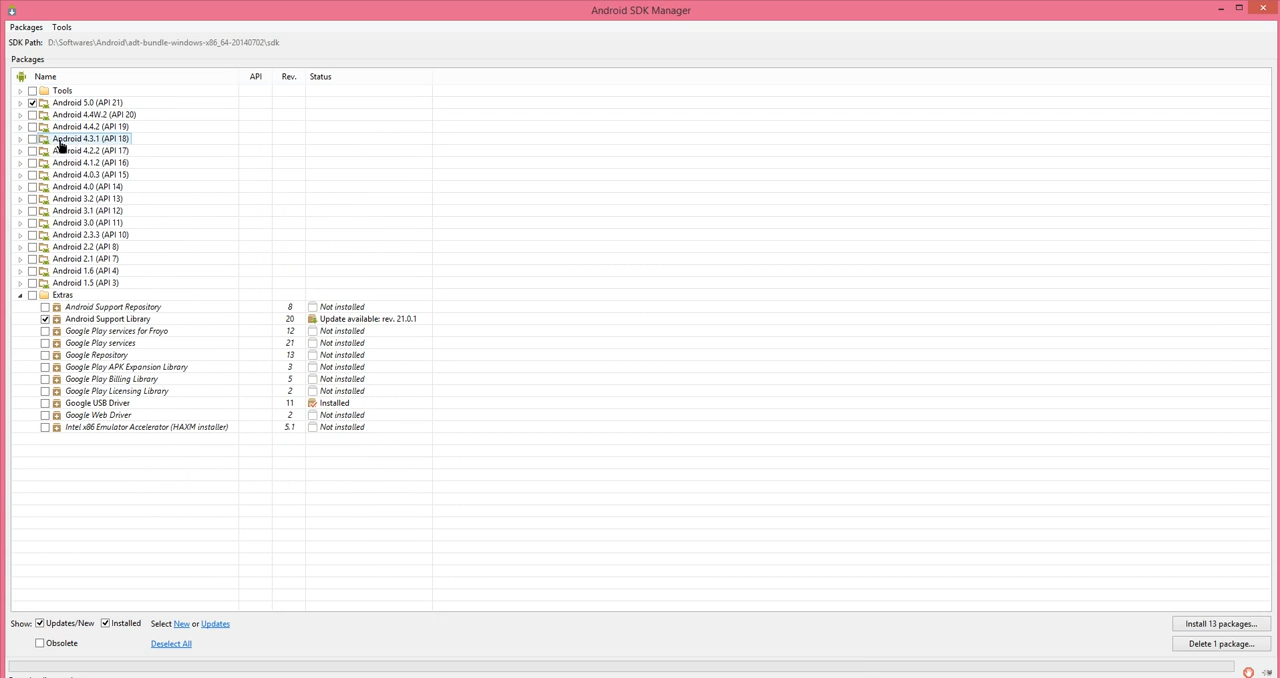 Android SDK Manager
Packages Tools
SDK Path: D:\Softwares\Android\adt-bundle-windows-x86_64-20140702\sdk
Packages
Name API Rev. Status
Tools
Android 5.0 (API 21)
Android 4.4W.2 (API 20)
Android 4.4.2 (API 19)
Android 4.3.1 (API 18)
Android 4.2.2 (API 17)
Android 4.1.2 (API 16)
Android 4.0.3 (API 15)
Android 4.0 (API 14)
Android 3.2 (API 13)
Android 3.1 (API 12)
Android 3.0 (API 11)
Android 2.3.3 (API 10)
Android 2.2 (API 8)
Android 2.1 (API 7)
Android 1.6 (API 4)
Android 1.5 (API 3)
Extras
Android Support Repository 8 Not installed
Android Support Library 20 Update available: rev. 21.0.1
Google Play services for Froyo 12 Not installed
Google Play services 21 Not installed
Google Repository 13 Not installed
Google Play APK Expansion Library 3 Not installed
Google Play Billing Library 5 Not installed
Google Play Licensing Library 2 Not installed
Google USB Driver 11 Installed
Google Web Driver 2 Not installed
Intel x86 Emulator Accelerator (HAXM installer) 5.1 Not installed
Show: Updates/New Installed Select New or Updates Install 13 packages...
Obsolete Deselect All Delete 1 package...